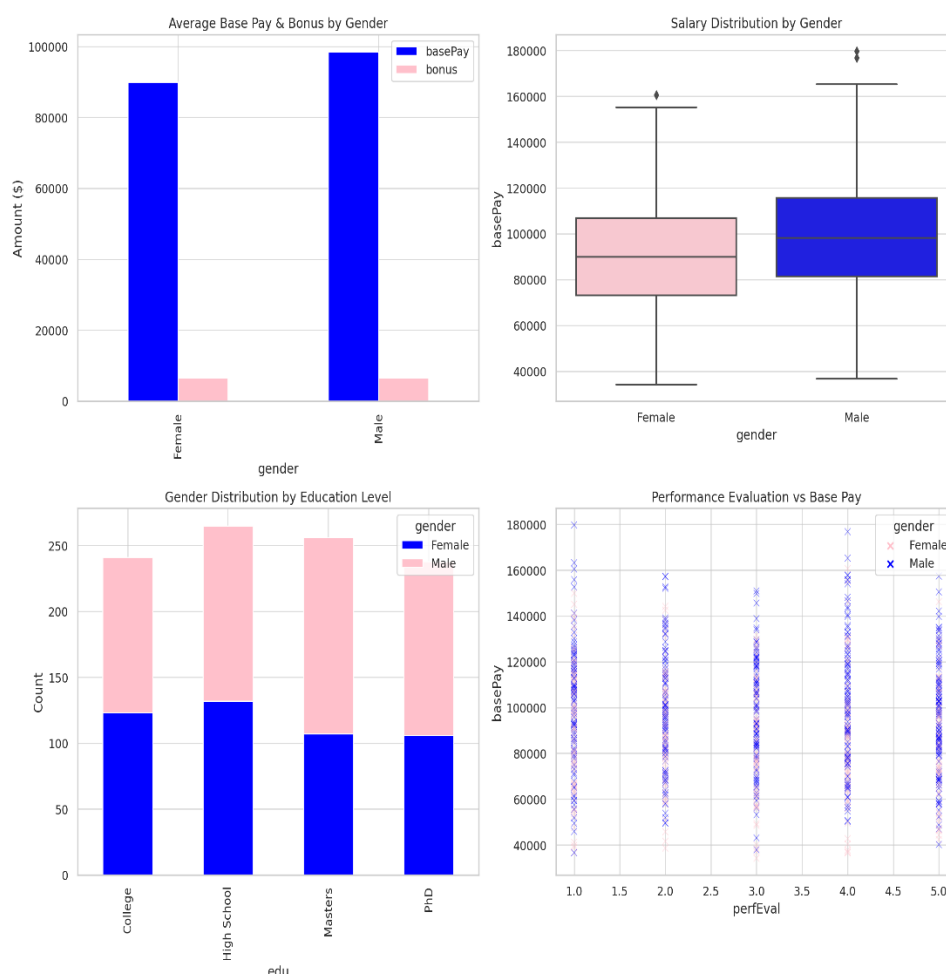 Average Base Pay & Bonus by Gender
100000
80000
60000
40000
20000
0
Amount ($)
basePay
bonus
Female
Male
gender
Salary Distribution by Gender
180000
160000
140000
120000
100000
80000
60000
40000
basePay
Female
Male
gender
Gender Distribution by Education Level
250
200
150
100
50
0
Count
gender
Female
Male
College
High School
Masters
PhD
edu
Performance Evaluation vs Base Pay
180000
160000
140000
120000
100000
80000
60000
40000
basePay
gender
Female
Male
1.0 1.5 2.0 2.5 3.0 3.5 4.0 4.5 5.0
perfEval